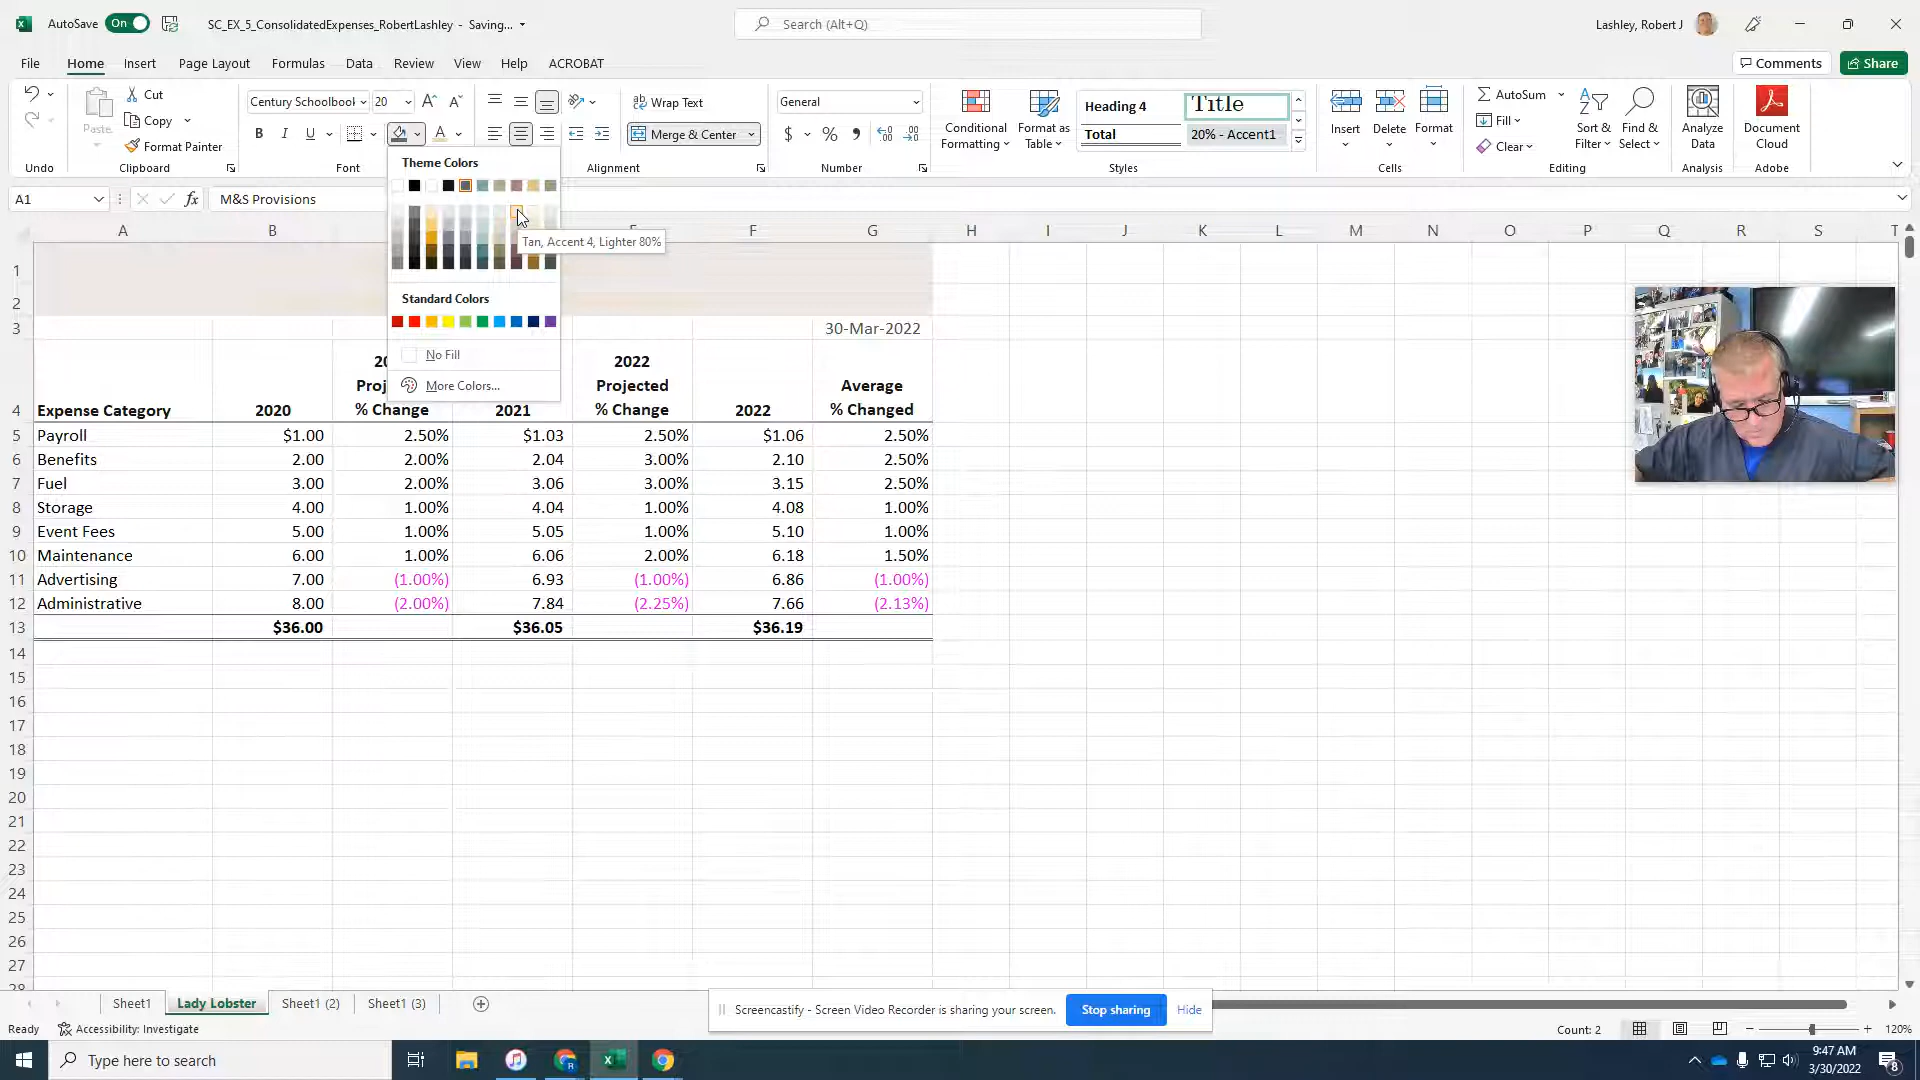 AutoSave On SC_EX_5_ConsolidatedExpenses_RobertLashley - Saving... Search (Alt+Q) Lashley, Robert J
File Home Insert Page Layout Formulas Data Review View Help ACROBAT Comments Share
Cut Century Schoolbook 20 Wrap Text General Heading 4 Title AutoSum
Paste Copy B I U Merge & Center $ % Conditional Formatting Format as Table Total 20% - Accent1 Insert Delete Format Fill Sort & Filter Find & Select Analyze Data Document Cloud
Format Painter Clear
Undo Clipboard Font Alignment Number Styles Cells Editing Analysis Adobe
Theme Colors
A1 fx M&S Provisions
Tan, Accent 4, Lighter 80%
Standard Colors
No Fill
More Colors...
A B F G H I J K L M N O P Q R S T
1
2
3 30-Mar-2022
4 Expense Category 2020 % Change 2021 2022 Projected % Change 2022 Average % Changed
5 Payroll $1.00 2.50% $1.03 2.50% $1.06 2.50%
6 Benefits 2.00 2.00% 2.04 3.00% 2.10 2.50%
7 Fuel 3.00 2.00% 3.06 3.00% 3.15 2.50%
8 Storage 4.00 1.00% 4.04 1.00% 4.08 1.00%
9 Event Fees 5.00 1.00% 5.05 1.00% 5.10 1.00%
10 Maintenance 6.00 1.00% 6.06 2.00% 6.18 1.50%
11 Advertising 7.00 (1.00%) 6.93 (1.00%) 6.86 (1.00%)
12 Administrative 8.00 (2.00%) 7.84 (2.25%) 7.66 (2.13%)
13 $36.00 $36.05 $36.19
14
15
16
17
18
19
20
21
22
23
24
25
26
27
Sheet1 Lady Lobster Sheet1 (2) Sheet1 (3)
Screencastify - Screen Video Recorder is sharing your screen. Stop sharing Hide
Ready Accessibility: Investigate Count: 2 120%
Type here to search 9:47 AM
3/30/2022 8